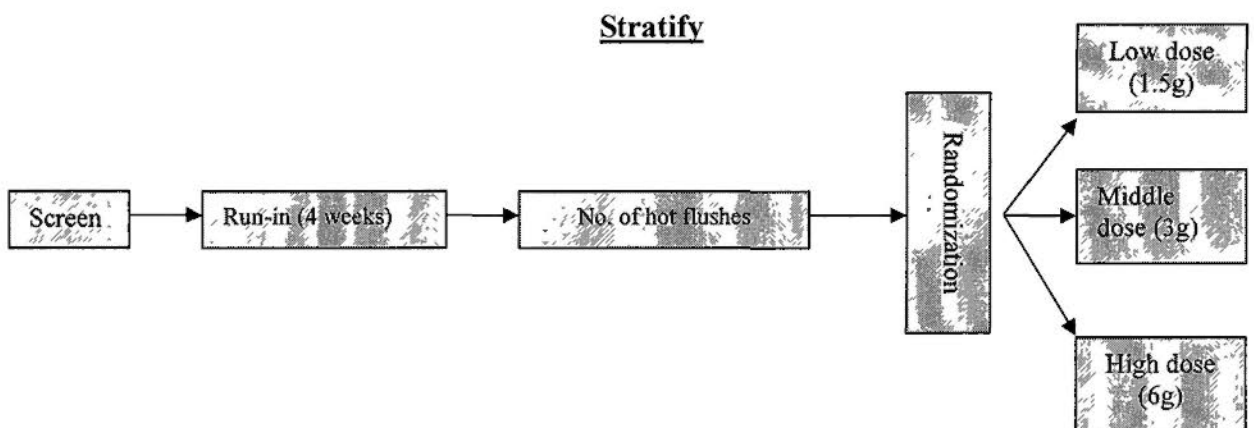 Stratify
Screen
Run-in (4 weeks)
No. of hot flushes
Randomization
Low dose
(1.5g)
Middle
dose (3g)
High dose
(6g)